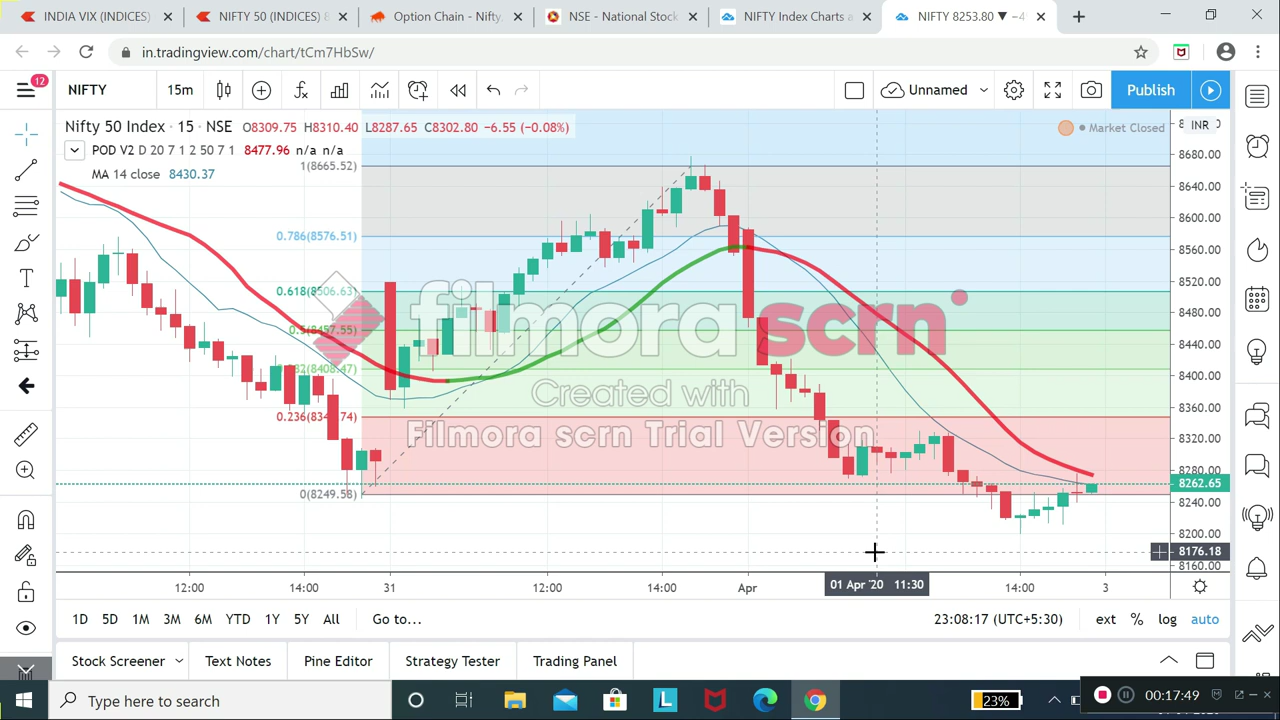 INDIA VIX (INDICES)
NIFTY 50 (INDICES) 8
Option Chain - Nifty,
NSE - National Stock
NIFTY Index Charts a
NIFTY 8253.80 ▼ −4
in.tradingview.com/chart/tCm7HbSw/
12
NIFTY
15m
Unnamed
Publish
Nifty 50 Index · 15 · NSE
O8309.75 H8310.40 L8287.65 C8302.80 −6.55 (−0.08%)
Market Closed
INR
POD V2 D 20 7 1 2 50 7 1 8477.96 n/a n/a
MA 14 close 8430.37
1(8665.52)
0.786(8576.51)
0.618(8506.63)
0.5(8457.55)
0.236(834 .74)
0(8249.58)
8680.00
8640.00
8600.00
8560.00
8520.00
8480.00
8440.00
8400.00
8360.00
8320.00
8280.00
8262.65
8240.00
8200.00
8176.18
8160.00
filmora scrn
Created with
Filmora scrn Trial Version
12:00
14:00
31
12:00
14:00
Apr
01 Apr '20 11:30
14:00
3
1D 5D 1M 3M 6M YTD 1Y 5Y All
Go to...
23:08:17 (UTC+5:30)
ext % log auto
Stock Screener
Text Notes
Pine Editor
Strategy Tester
Trading Panel
Type here to search
L
23%
00:17:49